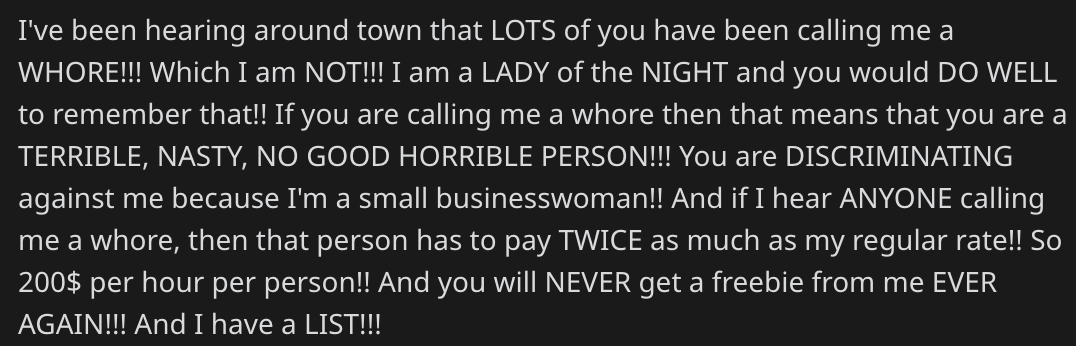 I've been hearing around town that LOTS of you have been calling me a
WHORE!!! Which I am NOT!!! I am a LADY of the NIGHT and you would DO WELL
to remember that!! If you are calling me a whore then that means that you are a
TERRIBLE, NASTY, NO GOOD HORRIBLE PERSON!!! You are DISCRIMINATING
against me because I'm a small businesswoman!! And if I hear ANYONE calling
me a whore, then that person has to pay TWICE as much as my regular rate!! So
200$ per hour per person!! And you will NEVER get a freebie from me EVER
AGAIN!!! And I have a LIST!!!